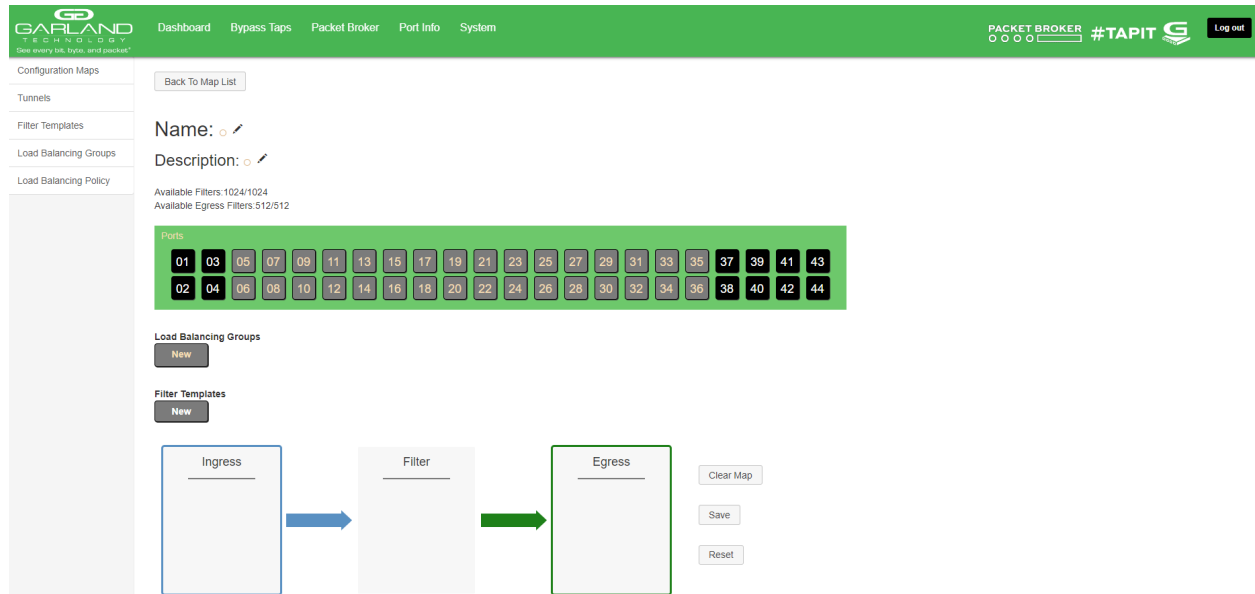 GARLAND
TECHNOLOGY
See every bit, byte, and packet®
Dashboard Bypass Taps Packet Broker Port Info System
PACKET BROKER
#TAPIT
Log out
Configuration Maps
Tunnels
Filter Templates
Load Balancing Groups
Load Balancing Policy
Back To Map List
Name:
Description:
Available Filters:1024/1024
Available Egress Filters:512/512
Ports
01 03 05 07 09 11 13 15 17 19 21 23 25 27 29 31 33 35 37 39 41 43
02 04 06 08 10 12 14 16 18 20 22 24 26 28 30 32 34 36 38 40 42 44
Load Balancing Groups
New
Filter Templates
New
Ingress Filter Egress
Clear Map
Save
Reset